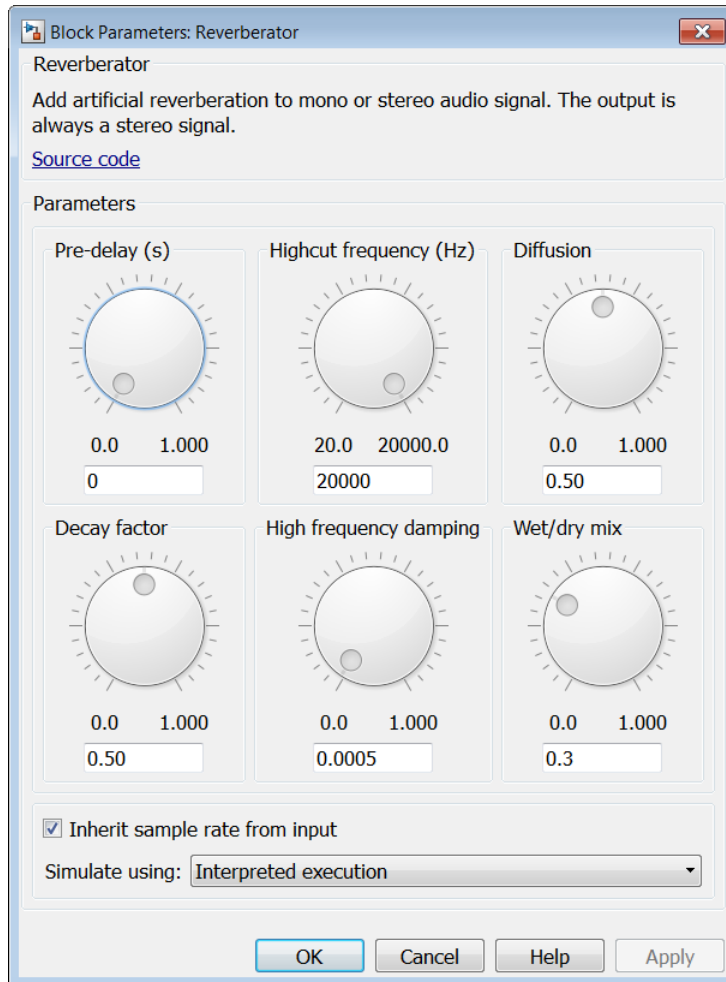 Block Parameters: Reverberator
Reverberator
Add artificial reverberation to mono or stereo audio signal. The output is
always a stereo signal.
Source code
Parameters
Pre-delay (s)
0.0 1.000
0
Highcut frequency (Hz)
20.0 20000.0
20000
Diffusion
0.0 1.000
0.50
Decay factor
0.0 1.000
0.50
High frequency damping
0.0 1.000
0.0005
Wet/dry mix
0.0 1.000
0.3
Inherit sample rate from input
Simulate using: Interpreted execution
OK Cancel Help Apply